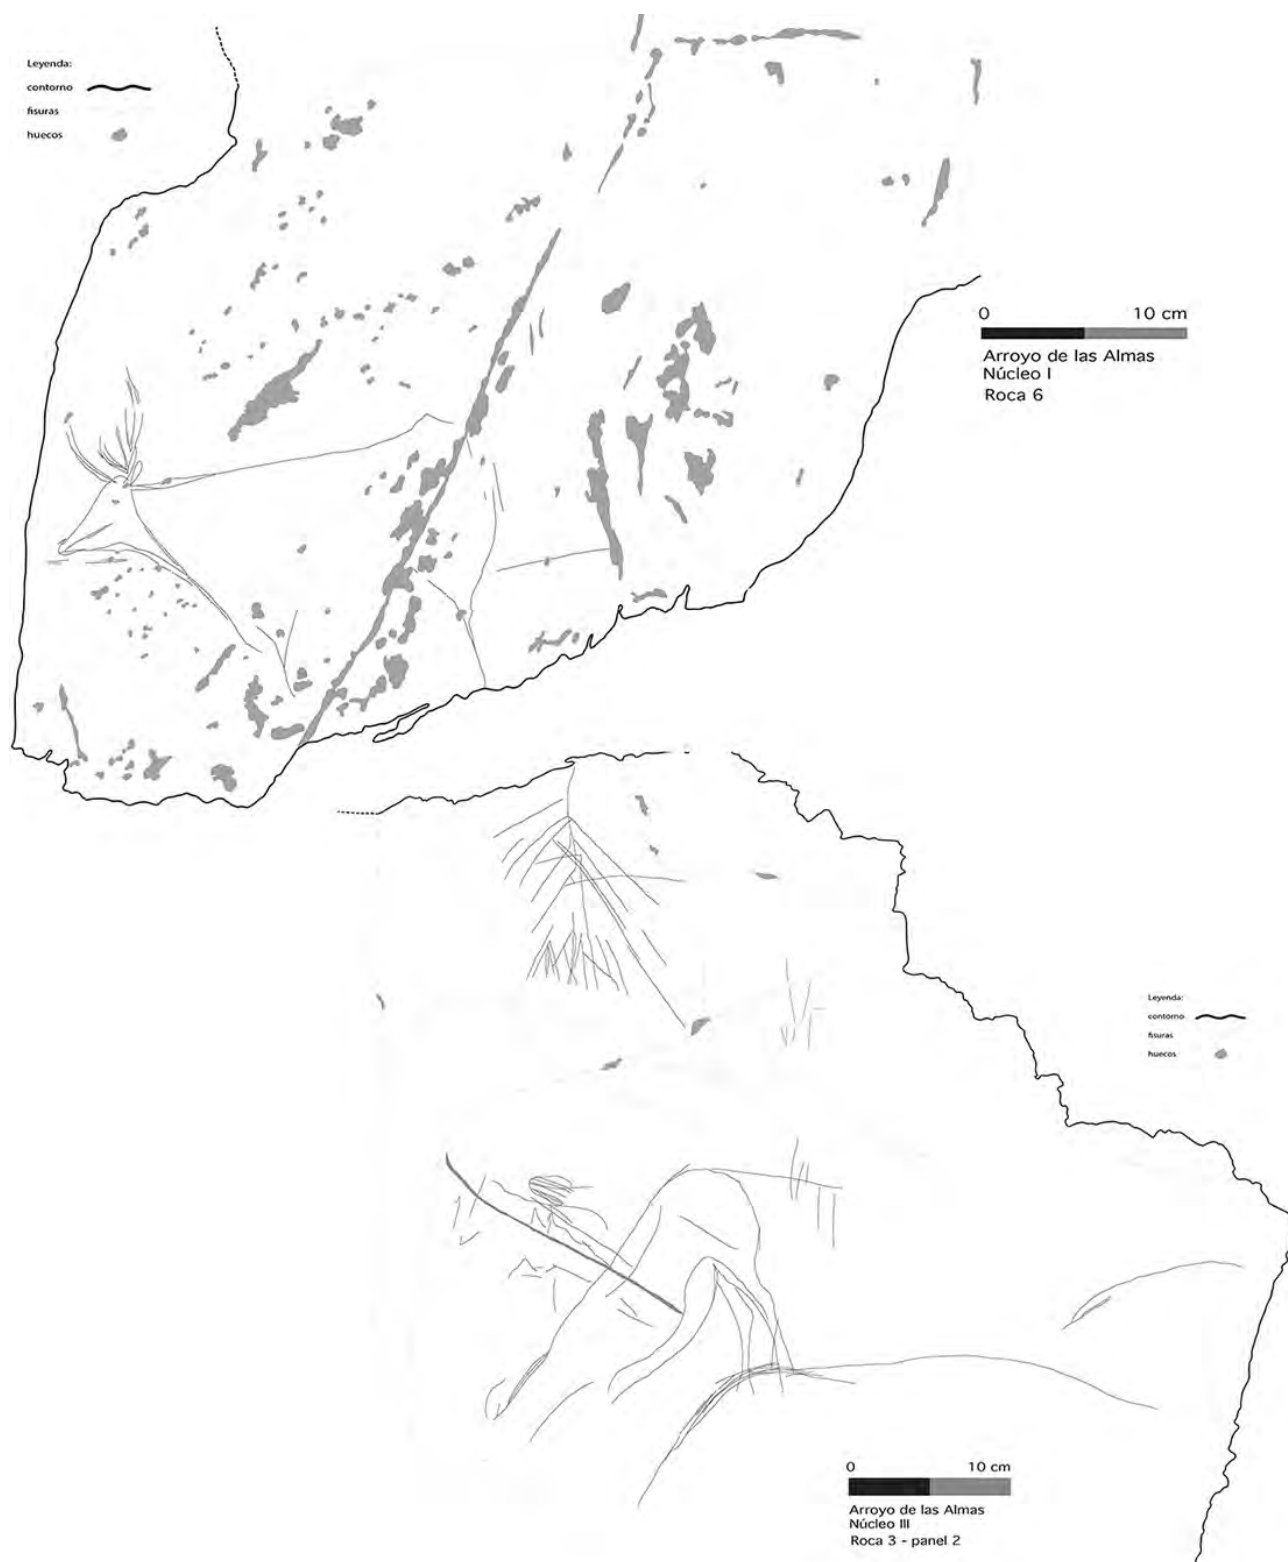 Leyenda:
contorno
fisuras
huecos
0 10 cm
Arroyo de las Almas
Núcleo I
Roca 6
Leyenda:
contorno
fisuras
huecos
0 10 cm
Arroyo de las Almas
Núcleo III
Roca 3 - panel 2